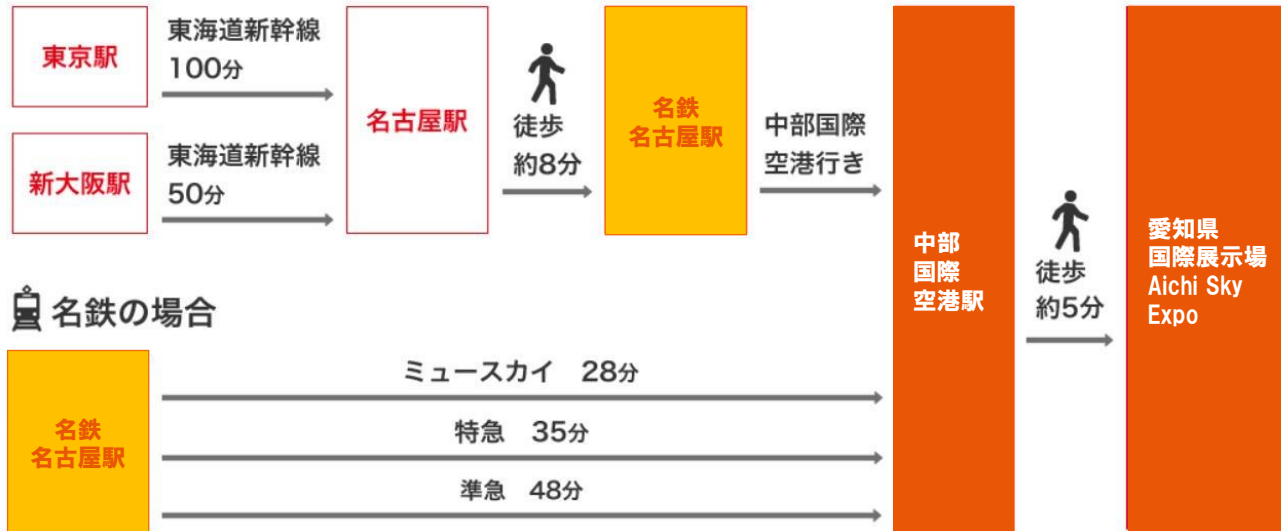 東京駅
東海道新幹線
100分
新大阪駅
東海道新幹線
50分
名古屋駅
徒歩
約8分
名鉄
名古屋駅
中部国際
空港行き
中部
国際
空港駅
徒歩
約5分
愛知県
国際展示場
Aichi Sky
Expo
名鉄の場合
名鉄
名古屋駅
ミュースカイ 28分
特急 35分
準急 48分